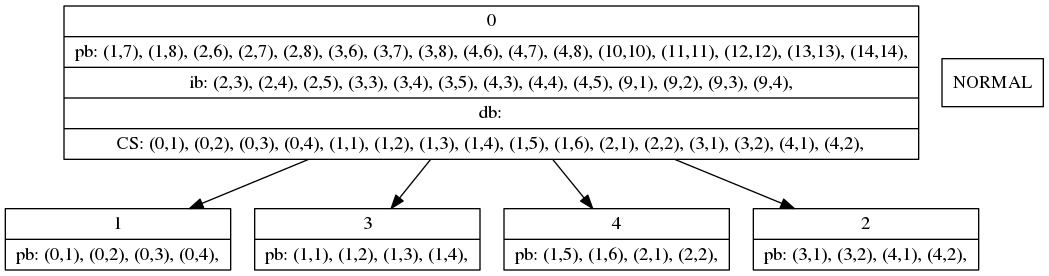 0
pb: (1,7), (1,8), (2,6), (2,7), (2,8), (3,6), (3,7), (3,8), (4,6), (4,7), (4,8), (10,10), (11,11), (12,12), (13,13), (14,14),
ib: (2,3), (2,4), (2,5), (3,3), (3,4), (3,5), (4,3), (4,4), (4,5), (9,1), (9,2), (9,3), (9,4),
db:
CS: (0,1), (0,2), (0,3), (0,4), (1,1), (1,2), (1,3), (1,4), (1,5), (1,6), (2,1), (2,2), (3,1), (3,2), (4,1), (4,2),
NORMAL
1
pb: (0,1), (0,2), (0,3), (0,4),
3
pb: (1,1), (1,2), (1,3), (1,4),
4
pb: (1,5), (1,6), (2,1), (2,2),
2
pb: (3,1), (3,2), (4,1), (4,2),